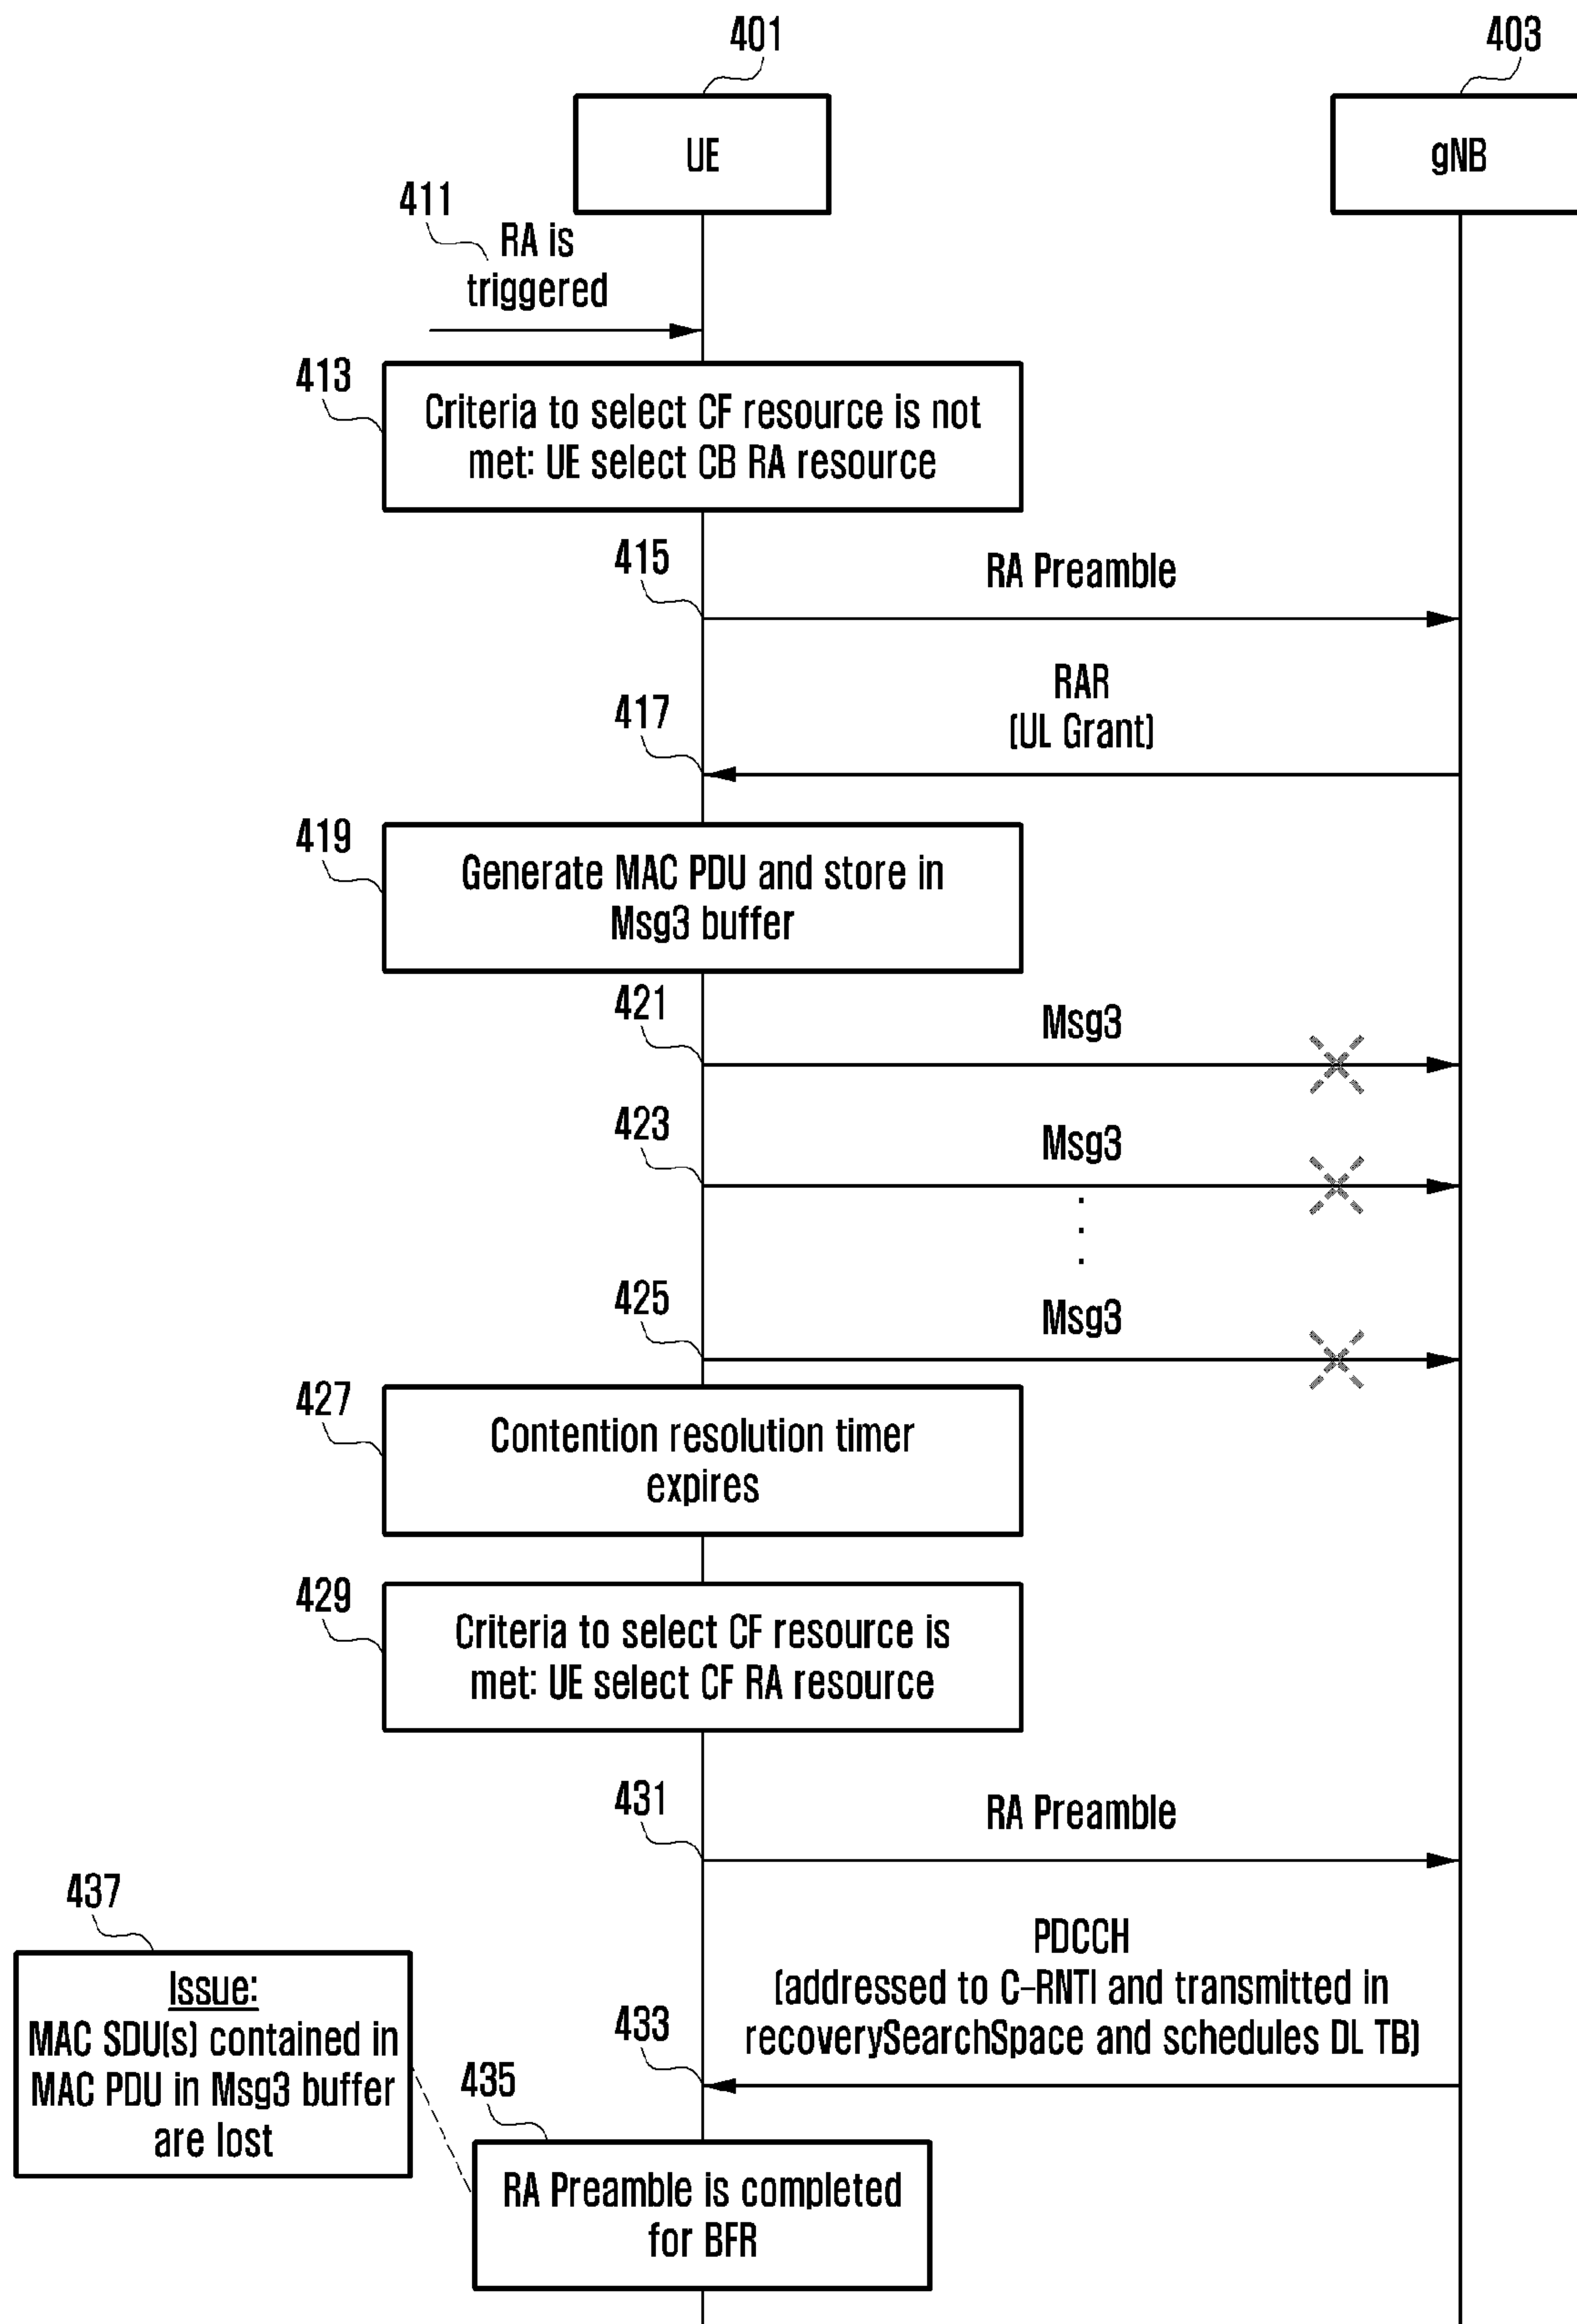 401
403
UE
gNB
411
RA is
triggered
413
Criteria to select CF resource is not
met: UE select CB RA resource
415
RA Preamble
RAR
(UL Grant)
417
419
Generate MAC PDU and store in
Msg3 buffer
421
Msg3
423
Msg3
425
Msg3
427
Contention resolution timer
expires
429
Criteria to select CF resource is
met: UE select CF RA resource
431
RA Preamble
437
Issue:
MAC SDU(s) contained in
MAC PDU in Msg3 buffer
are lost
PDCCH
(addressed to C-RNTI and transmitted in
recoverySearchSpace and schedules DL TB)
433
435
RA Preamble is completed
for BFR